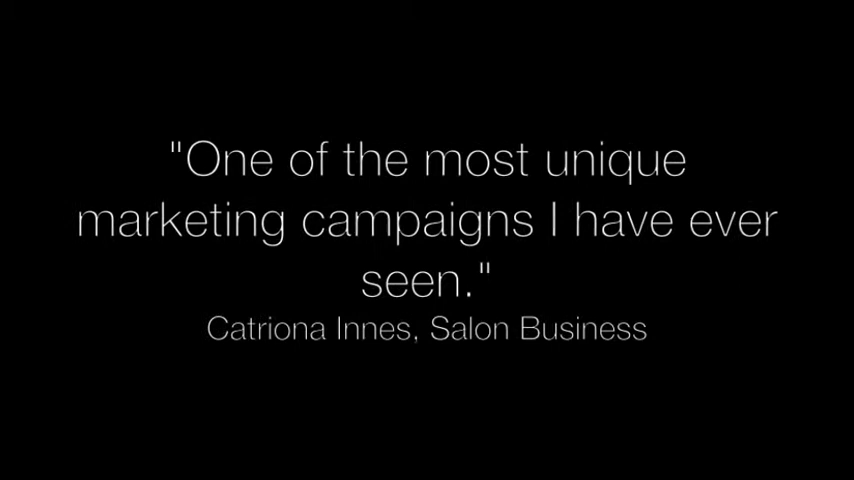 "One of the most unique
marketing campaigns I have ever
seen."
Catriona Innes, Salon Business